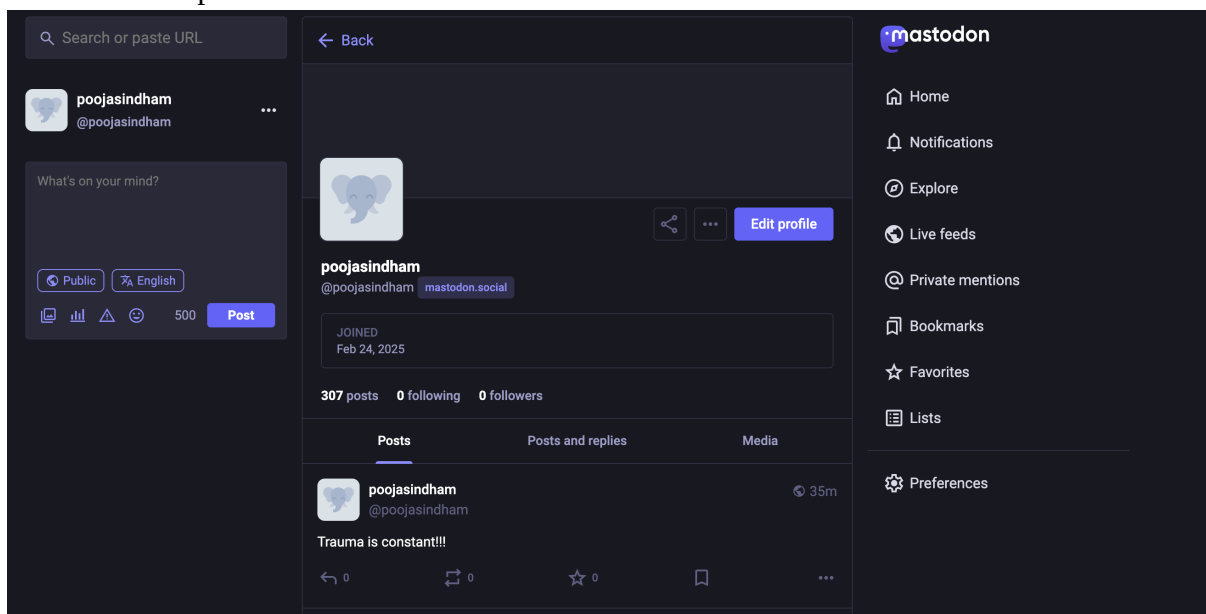 Search or paste URL
poojasindham
@poojasindham
What's on your mind?
Public
English
500
Post
Back
Edit profile
poojasindham
@poojasindham mastodon.social
JOINED
Feb 24, 2025
307 posts 0 following 0 followers
Posts Posts and replies Media
poojasindham 35m
@poojasindham
Trauma is constant!!!
0 0 0
mastodon
Home
Notifications
Explore
Live feeds
Private mentions
Bookmarks
Favorites
Lists
Preferences